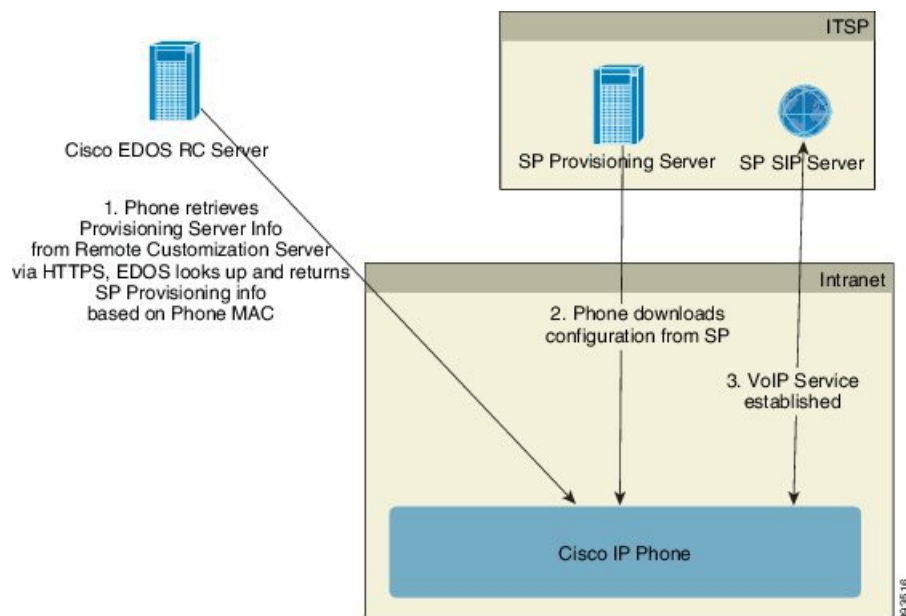 ITSP
Cisco EDOS RC Server
SP Provisioning Server
SP SIP Server
1. Phone retrieves
Provisioning Server Info
from Remote Customization Server
via HTTPS, EDOS looks up and returns
SP Provisioning info
based on Phone MAC
Intranet
2. Phone downloads
configuration from SP
3. VoIP Service
established
Cisco IP Phone